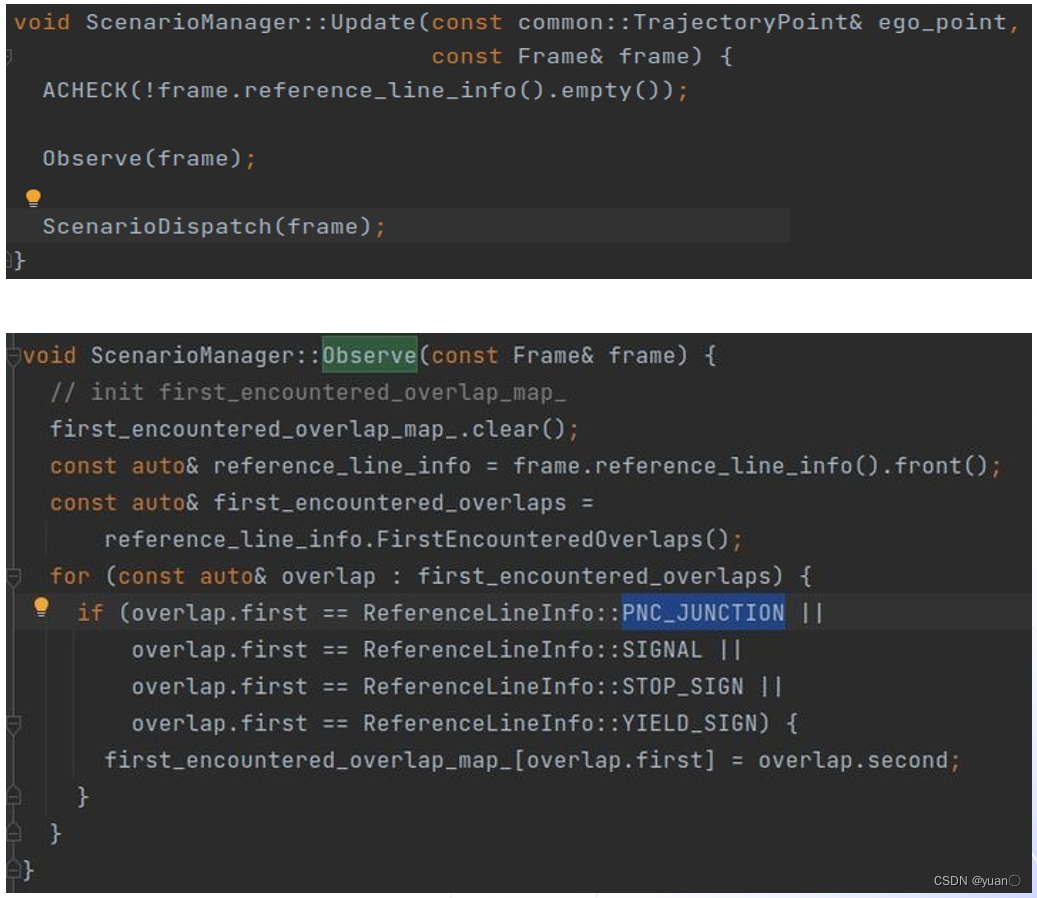 void ScenarioManager::Update(const common::TrajectoryPoint& ego_point,
                             const Frame& frame) {
  ACHECK(!frame.reference_line_info().empty());

  Observe(frame);

  ScenarioDispatch(frame);
}

void ScenarioManager::Observe(const Frame& frame) {
  // init first_encountered_overlap_map_
  first_encountered_overlap_map_.clear();
  const auto& reference_line_info = frame.reference_line_info().front();
  const auto& first_encountered_overlaps =
      reference_line_info.FirstEncounteredOverlaps();
  for (const auto& overlap : first_encountered_overlaps) {
    if (overlap.first == ReferenceLineInfo::PNC_JUNCTION ||
        overlap.first == ReferenceLineInfo::SIGNAL ||
        overlap.first == ReferenceLineInfo::STOP_SIGN ||
        overlap.first == ReferenceLineInfo::YIELD_SIGN) {
      first_encountered_overlap_map_[overlap.first] = overlap.second;
    }
  }
}
CSDN @yuan〇